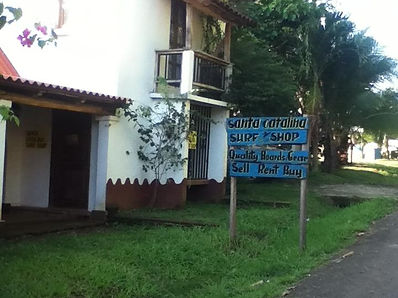 Santa Catalina
SURF * SHOP
Quality Boards Gear
Sell Rent Buy